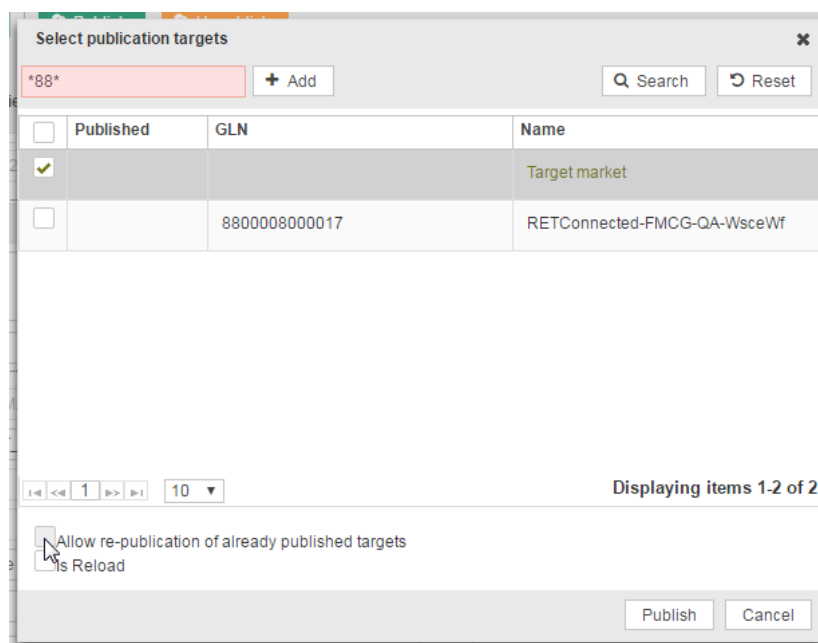 Select publication targets
*88*
Add
Search
Reset
Published GLN Name
Target market
8800008000017 RETConnected-FMCG-QA-WsceWf
1 10 Displaying items 1-2 of 2
Allow re-publication of already published targets
Is Reload
Publish Cancel